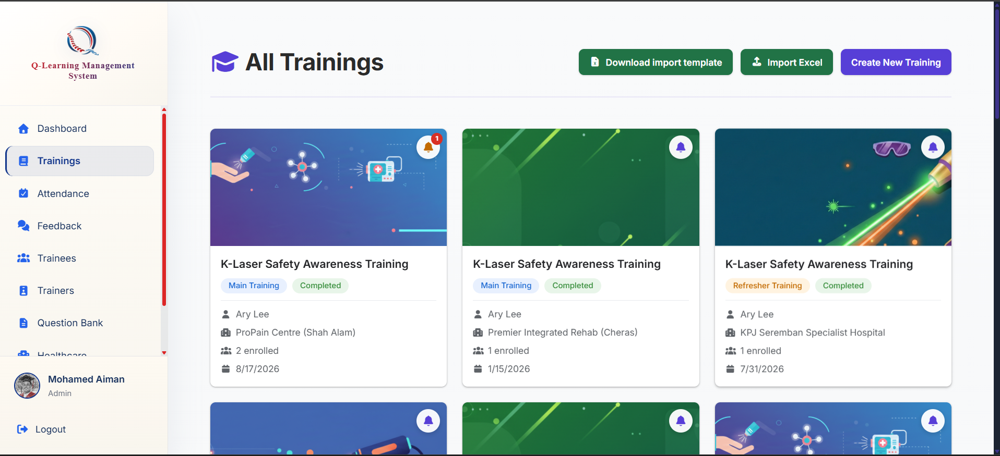 Q-Learning Management
System
Dashboard
Trainings
Attendance
Feedback
Trainees
Trainers
Question Bank
Healthcare
Mohamed Aiman
Admin
Logout
All Trainings
Download import template
Import Excel
Create New Training
1
K-Laser Safety Awareness Training
Main Training
Completed
Ary Lee
ProPain Centre (Shah Alam)
2 enrolled
8/17/2026
K-Laser Safety Awareness Training
Main Training
Completed
Ary Lee
Premier Integrated Rehab (Cheras)
1 enrolled
1/15/2026
K-Laser Safety Awareness Training
Refresher Training
Completed
Ary Lee
KPJ Seremban Specialist Hospital
1 enrolled
7/31/2026